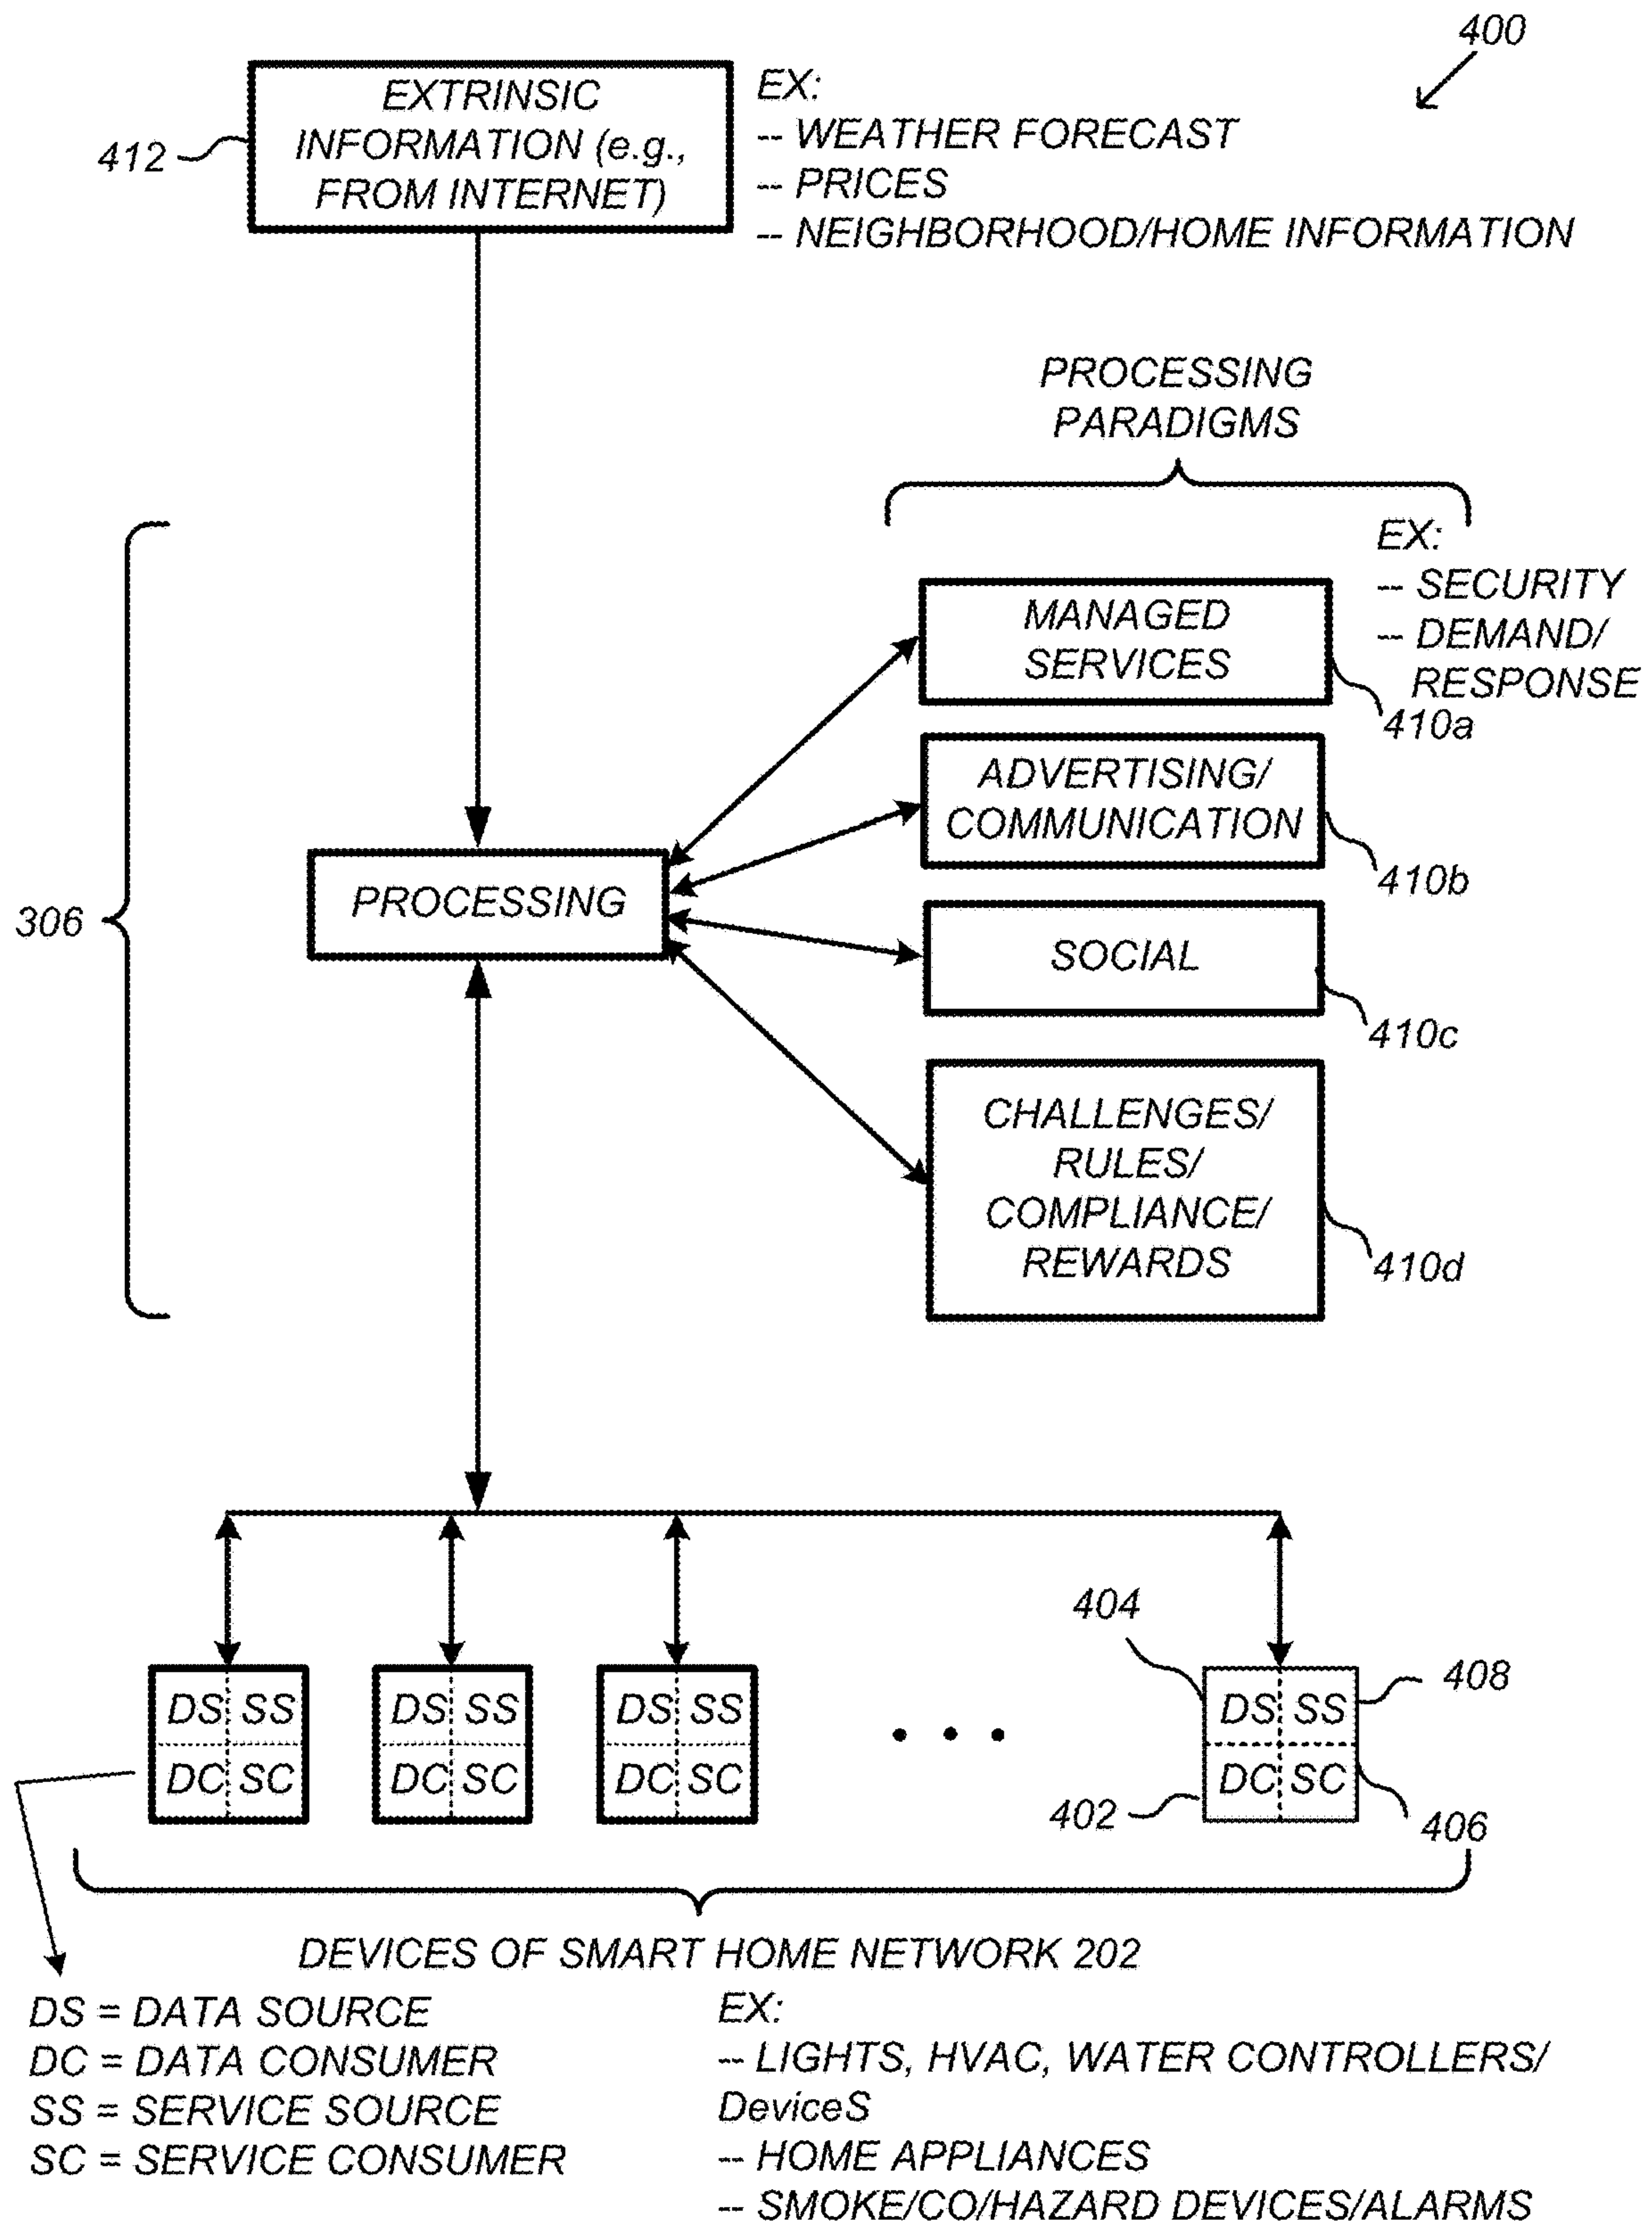 400
EXTRINSIC
INFORMATION (e.g.,
FROM INTERNET)
412
EX:
-- WEATHER FORECAST
-- PRICES
-- NEIGHBORHOOD/HOME INFORMATION
PROCESSING
PARADIGMS
EX:
-- SECURITY
-- DEMAND/
RESPONSE
MANAGED
SERVICES
410a
ADVERTISING/
COMMUNICATION
410b
PROCESSING
306
SOCIAL
410c
CHALLENGES/
RULES/
COMPLIANCE/
REWARDS
410d
404
408
DS SS
DC SC
DS SS
DC SC
DS SS
DC SC
DS SS
DC SC
402
406
DEVICES OF SMART HOME NETWORK 202
DS = DATA SOURCE
DC = DATA CONSUMER
SS = SERVICE SOURCE
SC = SERVICE CONSUMER
EX:
-- LIGHTS, HVAC, WATER CONTROLLERS/
DeviceS
-- HOME APPLIANCES
-- SMOKE/CO/HAZARD DEVICES/ALARMS